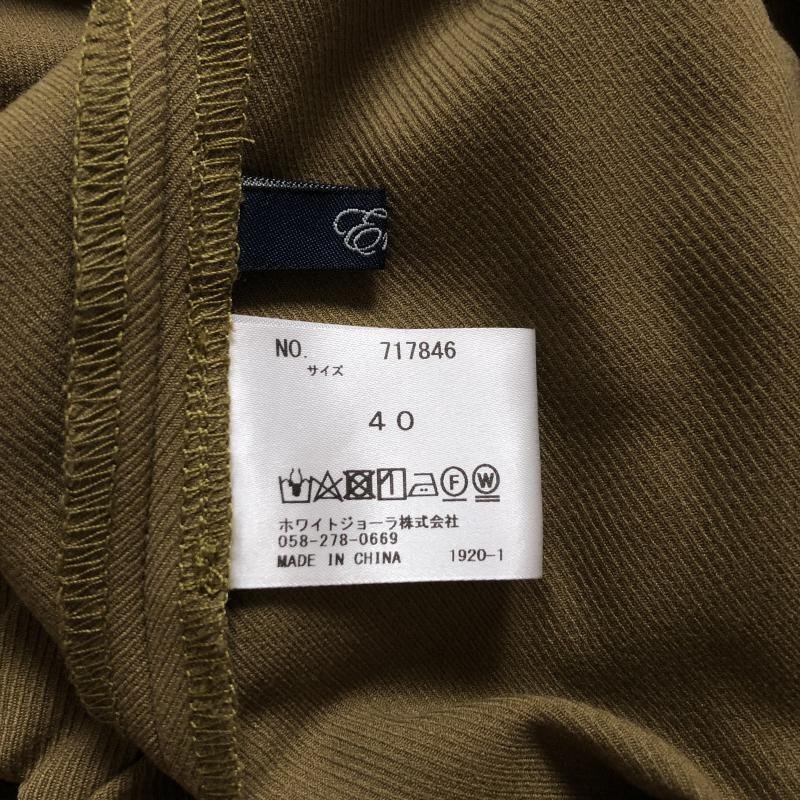 NO. 717846
サイズ
40
F W
ホワイトジョーラ株式会社
058-278-0669
MADE IN CHINA 1920-1